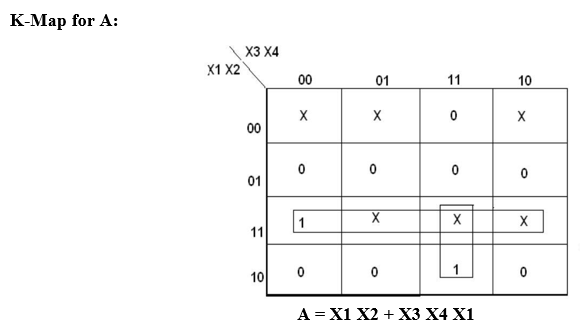 K-Map for A:
X3 X4
X1 X2
00 01 11 10
00 X X 0 X
01 0 0 0 0
11 1 X X X
10 0 0 1 0
A = X1 X2 + X3 X4 X1